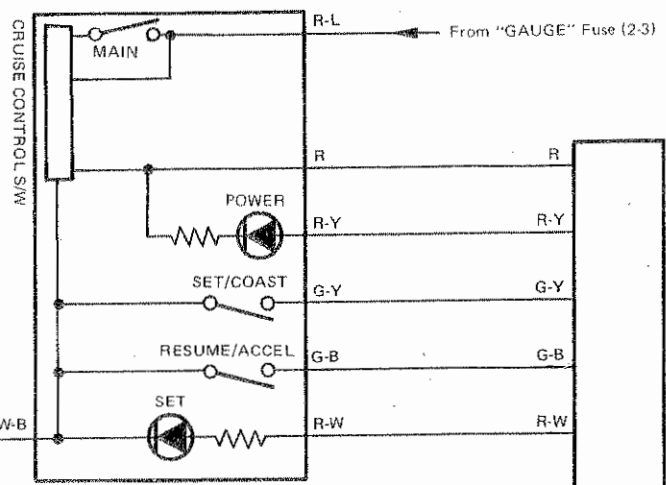 CRUISE CONTROL S/W
MAIN
R-L
From "GAUGE" Fuse (2-3)
R
R
POWER
R-Y
R-Y
SET/COAST
G-Y
G-Y
RESUME/ACCEL
G-B
G-B
SET
W-B
R-W
R-W